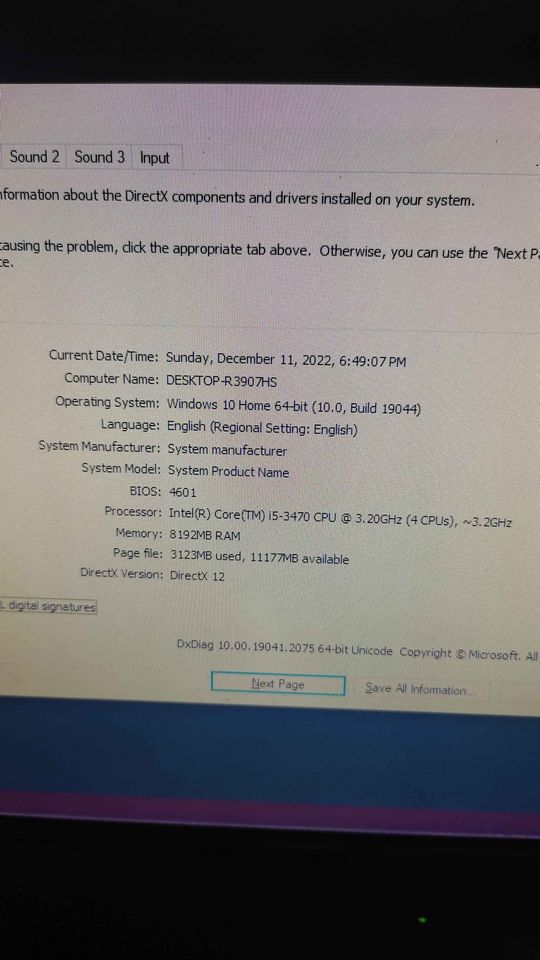 Sound 2 Sound 3 Input
nformation about the DirectX components and drivers installed on your system.
causing the problem, click the appropriate tab above. Otherwise, you can use the "Next P
ce.
Current Date/Time: Sunday, December 11, 2022, 6:49:07 PM
Computer Name: DESKTOP-R3907HS
Operating System: Windows 10 Home 64-bit (10.0, Build 19044)
Language: English (Regional Setting: English)
System Manufacturer: System manufacturer
System Model: System Product Name
BIOS: 4601
Processor: Intel(R) Core(TM) i5-3470 CPU @ 3.20GHz (4 CPUs), ~3.2GHz
Memory: 8192MB RAM
Page file: 3123MB used, 11177MB available
DirectX Version: DirectX 12
L digital signatures
DxDiag 10.00.19041.2075 64-bit Unicode Copyright © Microsoft. All
Next Page Save All Information...